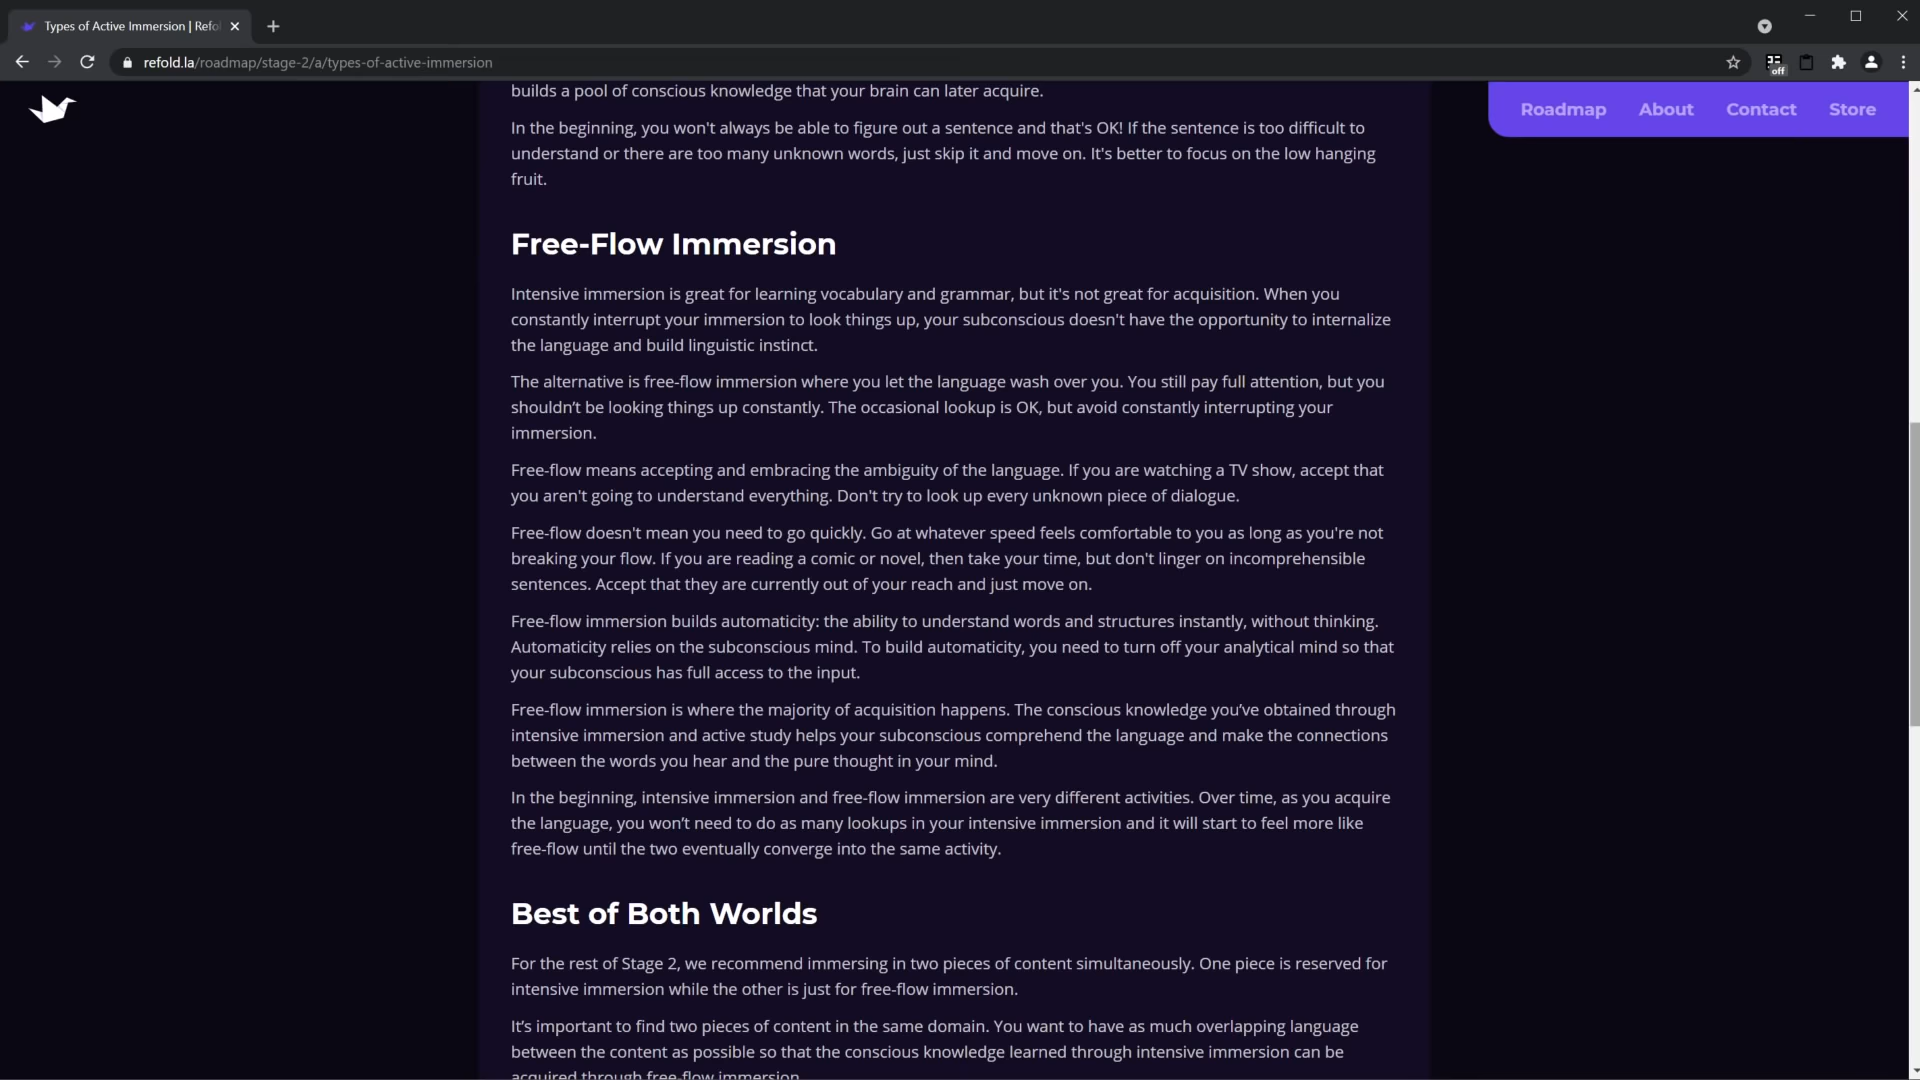 Types of Active Immersion | Refo
refold.la/roadmap/stage-2/a/types-of-active-immersion
off
Roadmap About Contact Store
builds a pool of conscious knowledge that your brain can later acquire.
In the beginning, you won't always be able to figure out a sentence and that's OK! If the sentence is too difficult to
understand or there are too many unknown words, just skip it and move on. It's better to focus on the low hanging
fruit.
Free-Flow Immersion
Intensive immersion is great for learning vocabulary and grammar, but it's not great for acquisition. When you
constantly interrupt your immersion to look things up, your subconscious doesn't have the opportunity to internalize
the language and build linguistic instinct.
The alternative is free-flow immersion where you let the language wash over you. You still pay full attention, but you
shouldn’t be looking things up constantly. The occasional lookup is OK, but avoid constantly interrupting your
immersion.
Free-flow means accepting and embracing the ambiguity of the language. If you are watching a TV show, accept that
you aren't going to understand everything. Don't try to look up every unknown piece of dialogue.
Free-flow doesn't mean you need to go quickly. Go at whatever speed feels comfortable to you as long as you're not
breaking your flow. If you are reading a comic or novel, then take your time, but don't linger on incomprehensible
sentences. Accept that they are currently out of your reach and just move on.
Free-flow immersion builds automaticity: the ability to understand words and structures instantly, without thinking.
Automaticity relies on the subconscious mind. To build automaticity, you need to turn off your analytical mind so that
your subconscious has full access to the input.
Free-flow immersion is where the majority of acquisition happens. The conscious knowledge you’ve obtained through
intensive immersion and active study helps your subconscious comprehend the language and make the connections
between the words you hear and the pure thought in your mind.
In the beginning, intensive immersion and free-flow immersion are very different activities. Over time, as you acquire
the language, you won’t need to do as many lookups in your intensive immersion and it will start to feel more like
free-flow until the two eventually converge into the same activity.
Best of Both Worlds
For the rest of Stage 2, we recommend immersing in two pieces of content simultaneously. One piece is reserved for
intensive immersion while the other is just for free-flow immersion.
It’s important to find two pieces of content in the same domain. You want to have as much overlapping language
between the content as possible so that the conscious knowledge learned through intensive immersion can be
acquired through free-flow immersion.